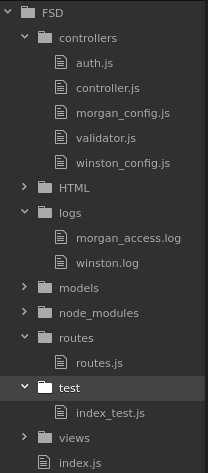 FSD
controllers
auth.js
controller.js
morgan_config.js
validator.js
winston_config.js
HTML
logs
morgan_access.log
winston.log
models
node_modules
routes
routes.js
test
index_test.js
views
index.js